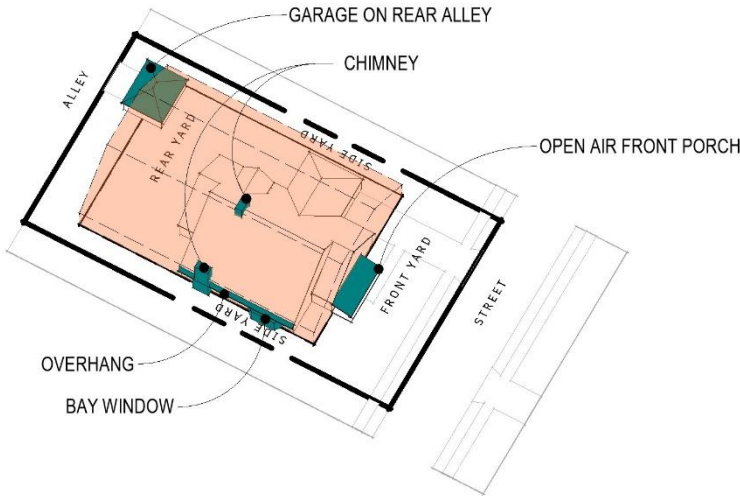 GARAGE ON REAR ALLEY
CHIMNEY
ALLEY
REAR YARD
SIDE YARD
OPEN AIR FRONT PORCH
FRONT YARD
STREET
SIDE YARD
OVERHANG
BAY WINDOW